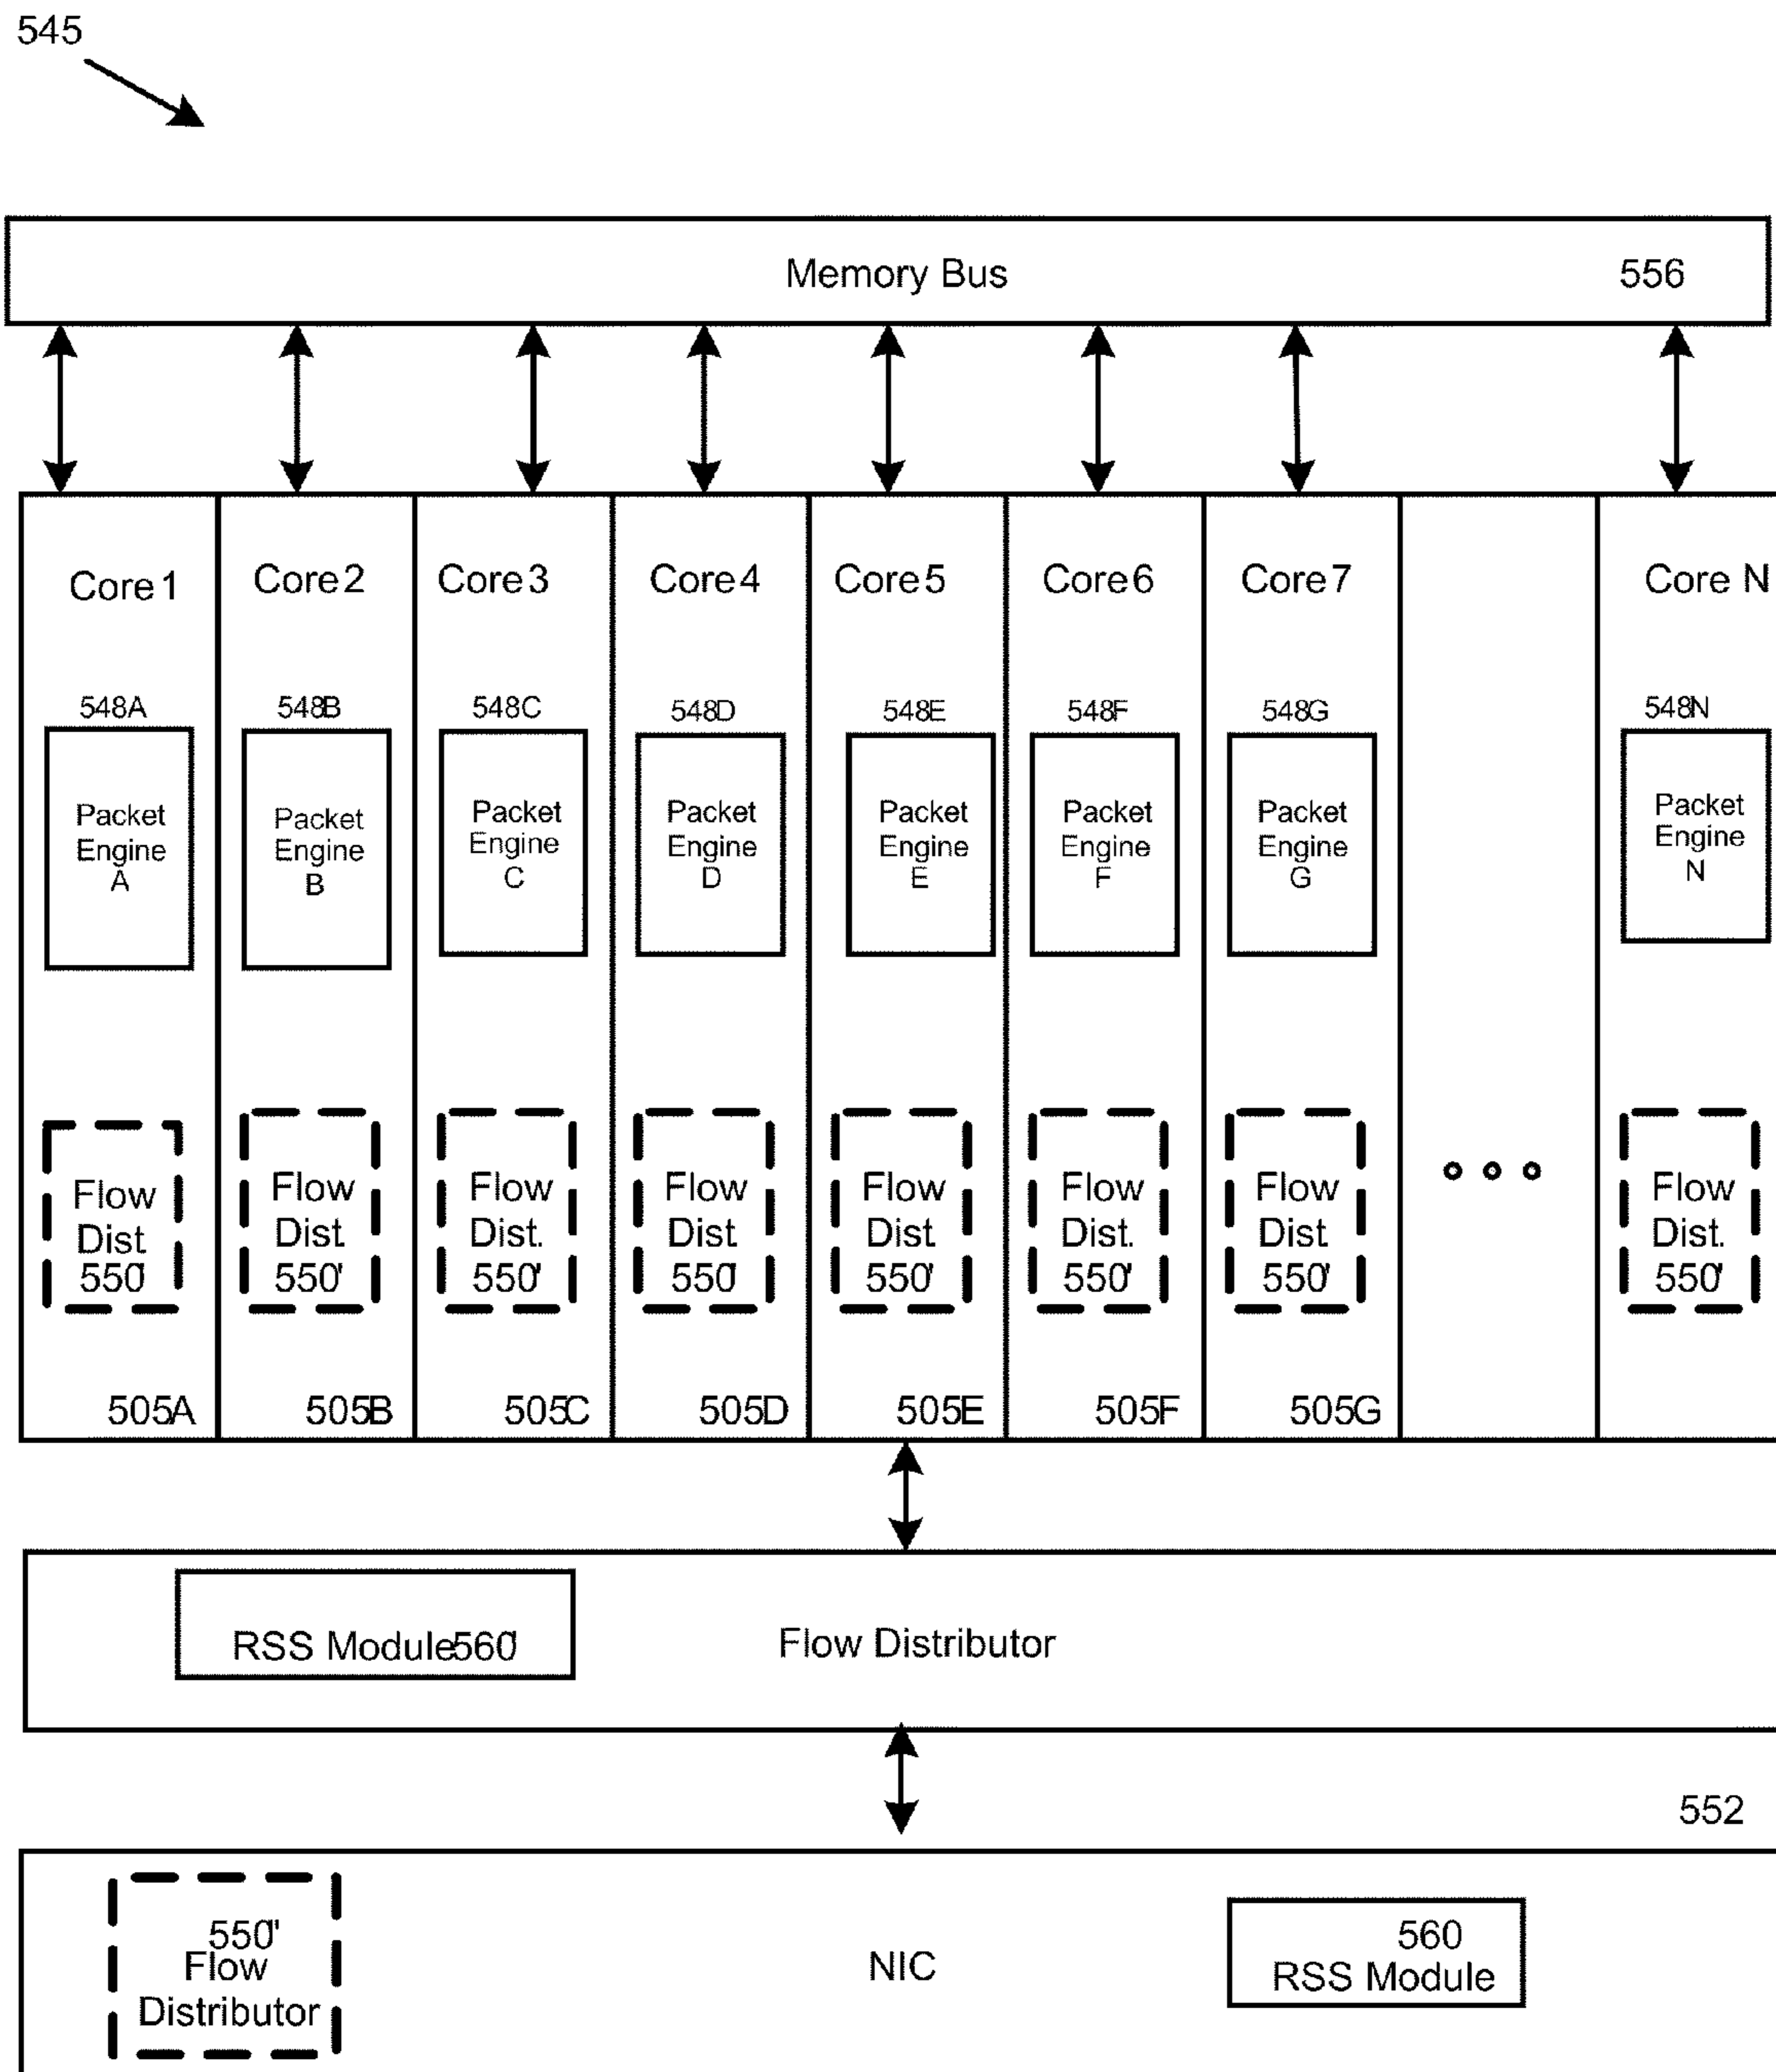 545
Memory Bus 556
Core 1 Core 2 Core 3 Core 4 Core 5 Core 6 Core 7 Core N
548A 548B 548C 548D 548E 548F 548G 548N
Packet
Engine
A
Packet
Engine
B
Packet
Engine
C
Packet
Engine
D
Packet
Engine
E
Packet
Engine
F
Packet
Engine
G
Packet
Engine
N
Flow
Dist
550'
Flow
Dist.
550'
Flow
Dist.
550'
Flow
Dist.
550'
Flow
Dist
550'
Flow
Dist.
550'
Flow
Dist
550'
Flow
Dist.
550'
505A 505B 505C 505D 505E 505F 505G
RSS Module 560' Flow Distributor
552
550"
Flow
Distributor
NIC
560
RSS Module